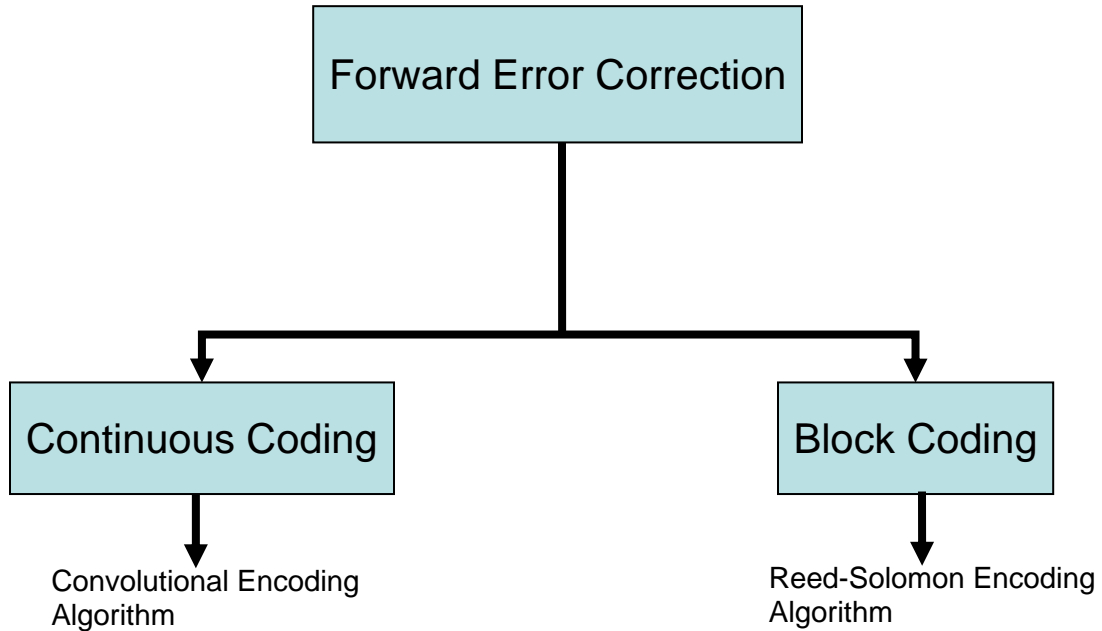 Forward Error Correction
Continuous Coding
Block Coding
Convolutional Encoding
Algorithm
Reed-Solomon Encoding
Algorithm